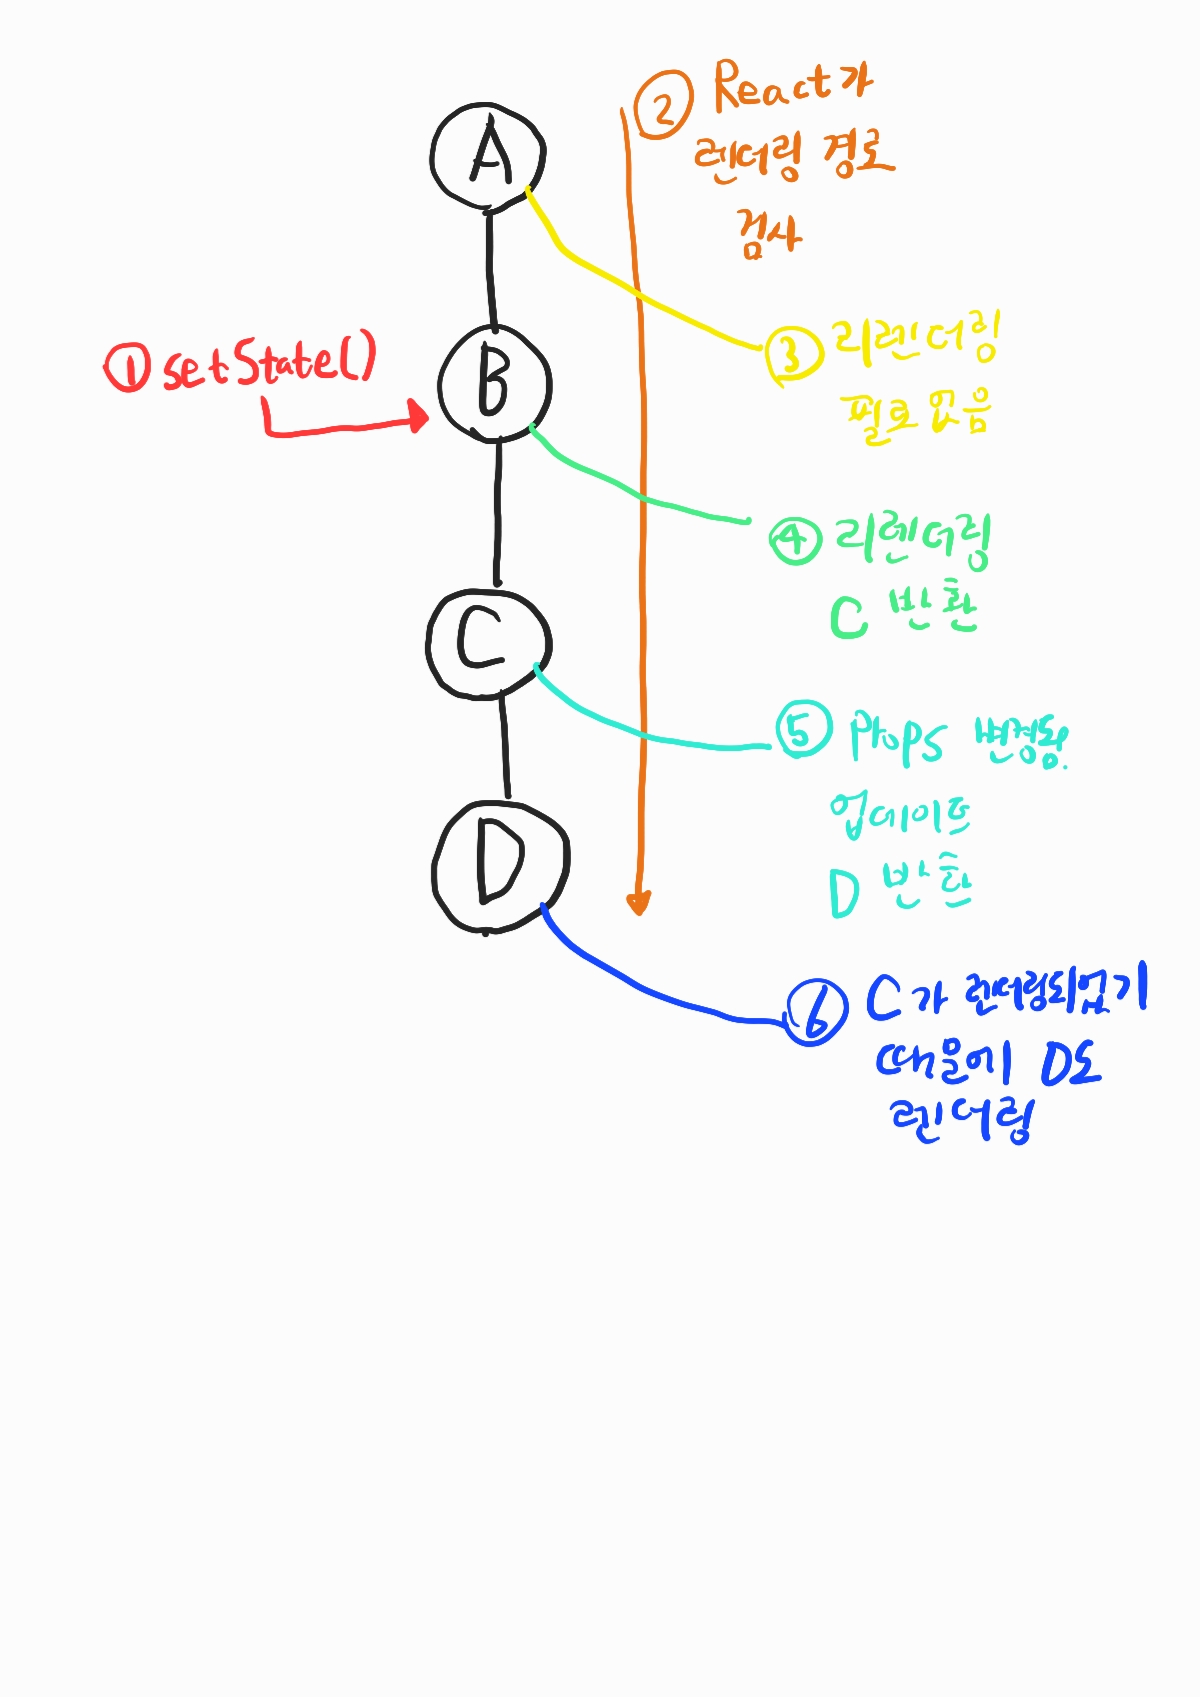 A
② React가
렌더링 경로
검사
① setState()
B
③ 리렌더링
필요 없음
④ 리렌더링
C 반환
C
⑤ Props 변경됨.
업데이트
D 반환
D
⑥ C가 렌더링되었기
때문에 D도
렌더링